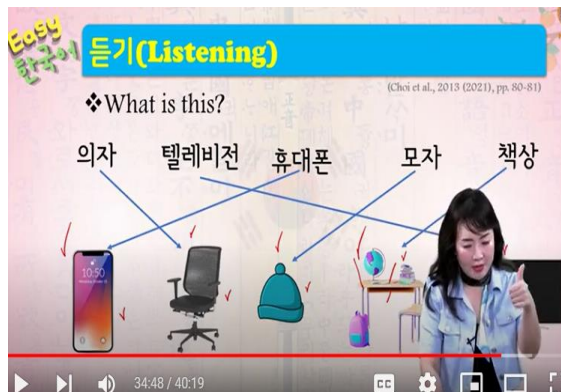 Easy
한국어
듣기(Listening)
(Choi et al., 2013 (2021), pp. 80-81)
❖What is this?
의자 텔레비전 휴대폰 모자 책상
10:50
34:48 / 40:19
CC